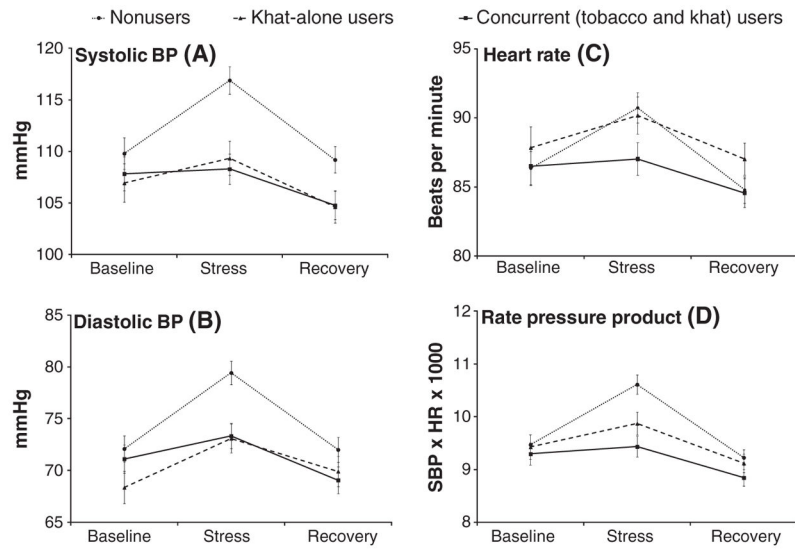 Nonusers
Khat-alone users
Concurrent (tobacco and khat) users
Systolic BP (A)
mmHg
120
115
110
105
100
Baseline
Stress
Recovery
Heart rate (C)
Beats per minute
95
90
85
80
Baseline
Stress
Recovery
Diastolic BP (B)
mmHg
85
80
75
70
65
Baseline
Stress
Recovery
Rate pressure product (D)
SBP x HR x 1000
12
11
10
9
8
Baseline
Stress
Recovery